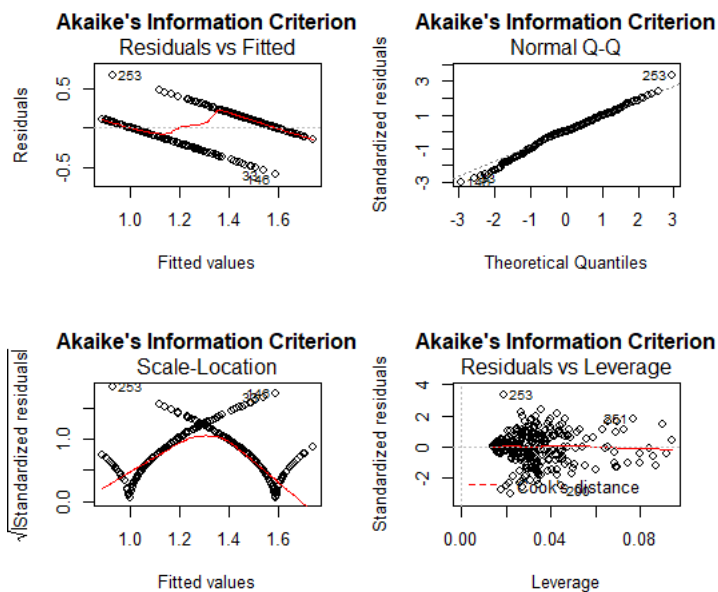 Akaike's Information Criterion
Residuals vs Fitted
Residuals
0.5
0.0
-0.5
253
146
1.0 1.2 1.4 1.6
Fitted values
Akaike's Information Criterion
Normal Q-Q
Standardized residuals
3
1
-1
-3
253
-3 -2 -1 0 1 2 3
Theoretical Quantiles
Akaike's Information Criterion
Scale-Location
√|Standardized residuals|
1.0
0.0
253
146
1.0 1.2 1.4 1.6
Fitted values
Akaike's Information Criterion
Residuals vs Leverage
Standardized residuals
4
2
0
2
253
Cook's distance
0.00 0.04 0.08
Leverage